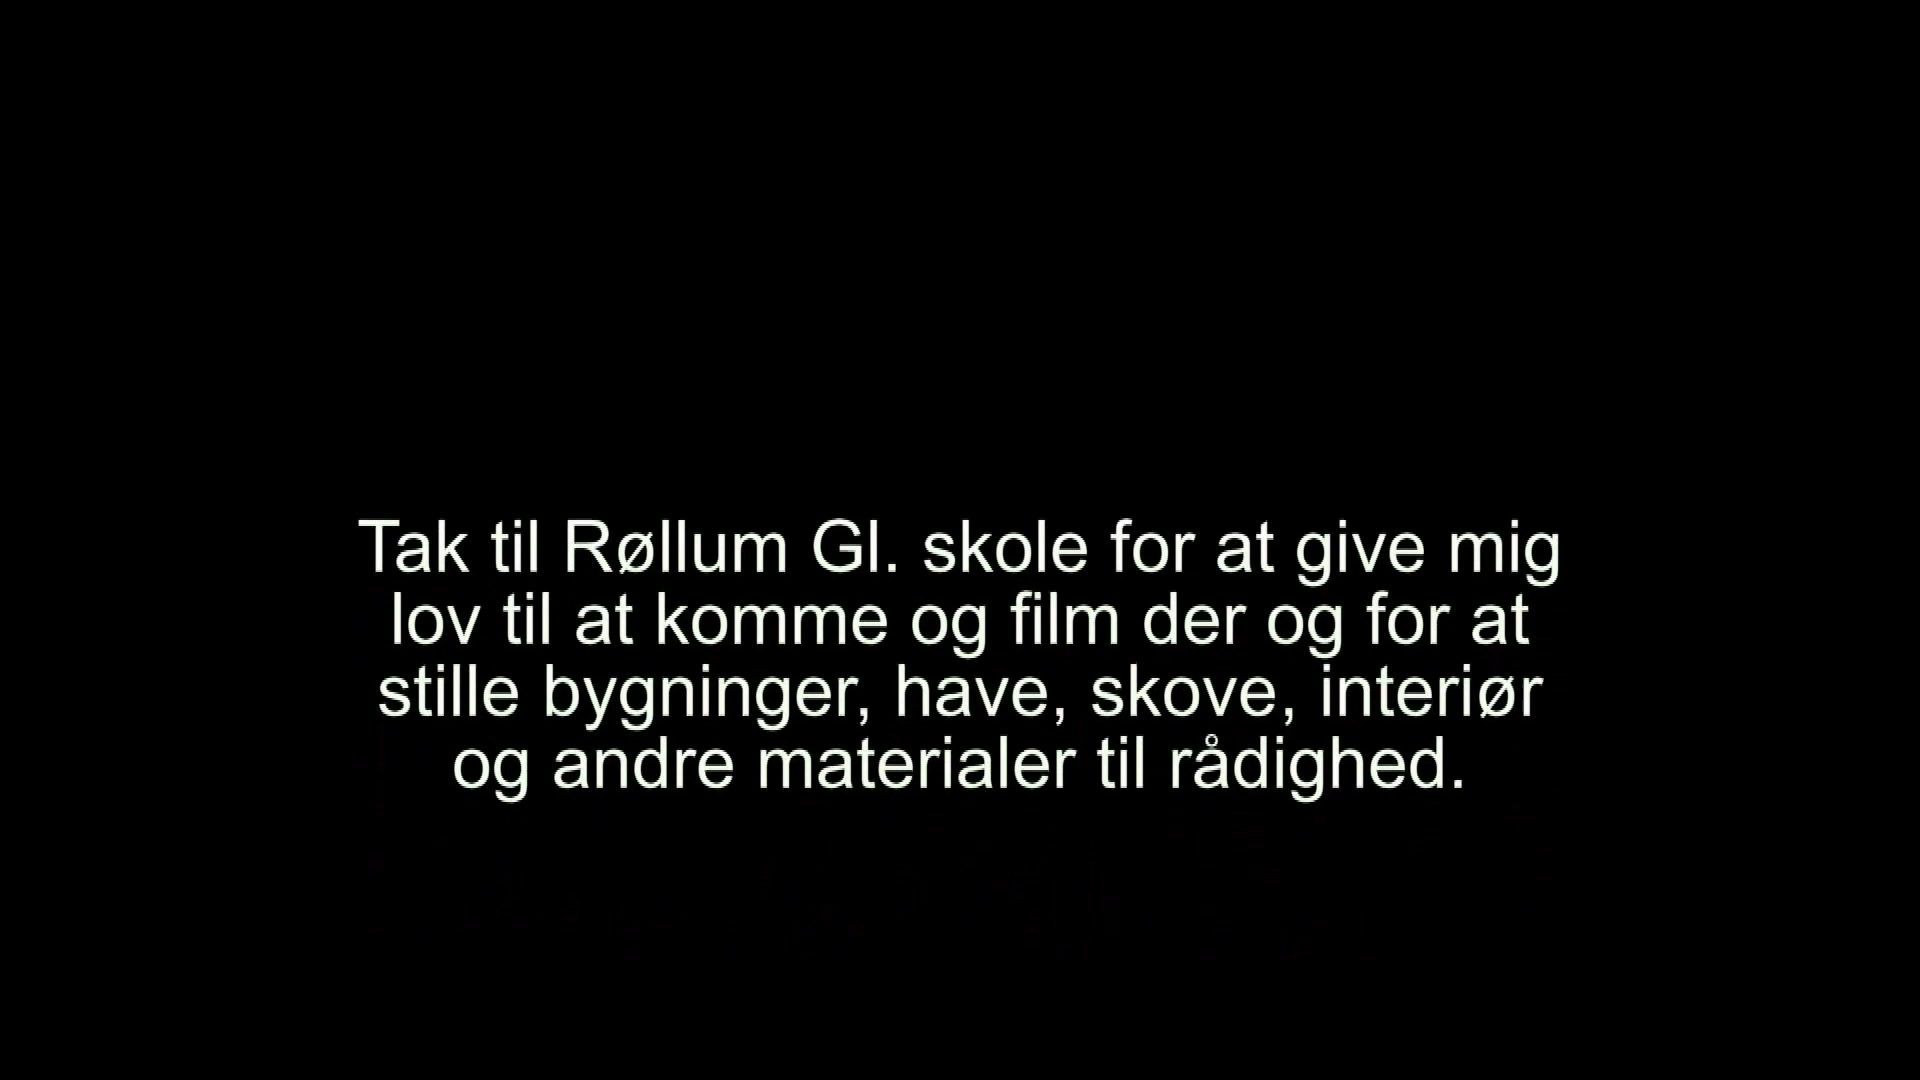 Tak til Røllum Gl. skole for at give mig
lov til at komme og film der og for at
stille bygninger, have, skove, interiør
og andre materialer til rådighed.